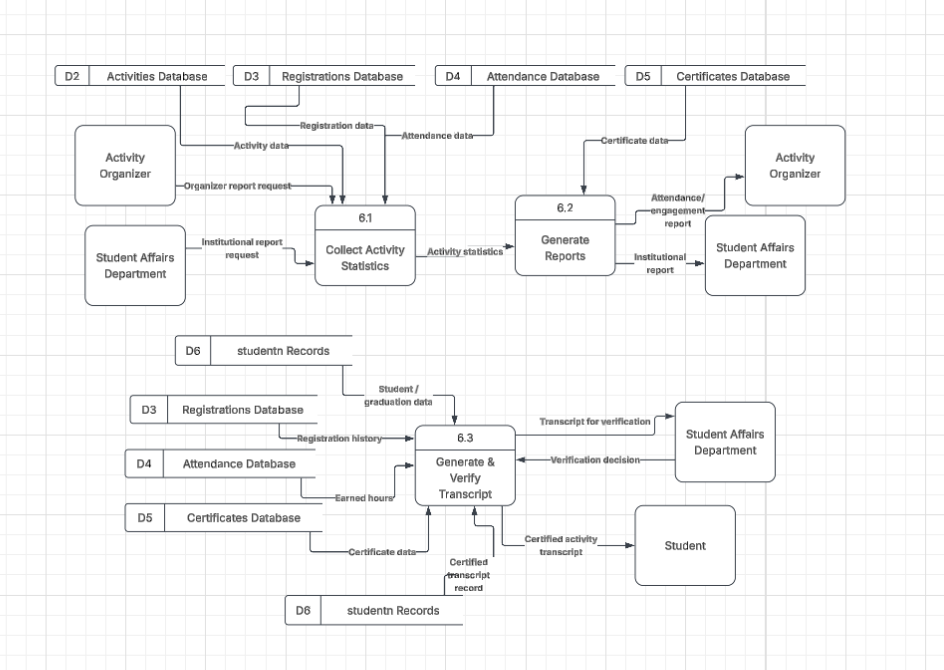 D2 Activities Database
D3 Registrations Database
D4 Attendance Database
D5 Certificates Database
Registration data
Attendance data
Activity data
Certificate data
Activity
Organizer
Activity
Organizer
Organizer report request
Attendance/
engagement
report
6.1
Collect Activity
Statistics
6.2
Generate
Reports
Student Affairs
Department
Institutional report
request
Activity statistics
Institutional
report
Student Affairs
Department
D6 studentn Records
Student /
graduation data
D3 Registrations Database
Registration history
6.3
Generate &
Verify
Transcript
Transcript for verification
Verification decision
Student Affairs
Department
D4 Attendance Database
Earned hours
D5 Certificates Database
Certificate data
Certified activity
transcript
Student
Certified
transcript
record
D6 studentn Records